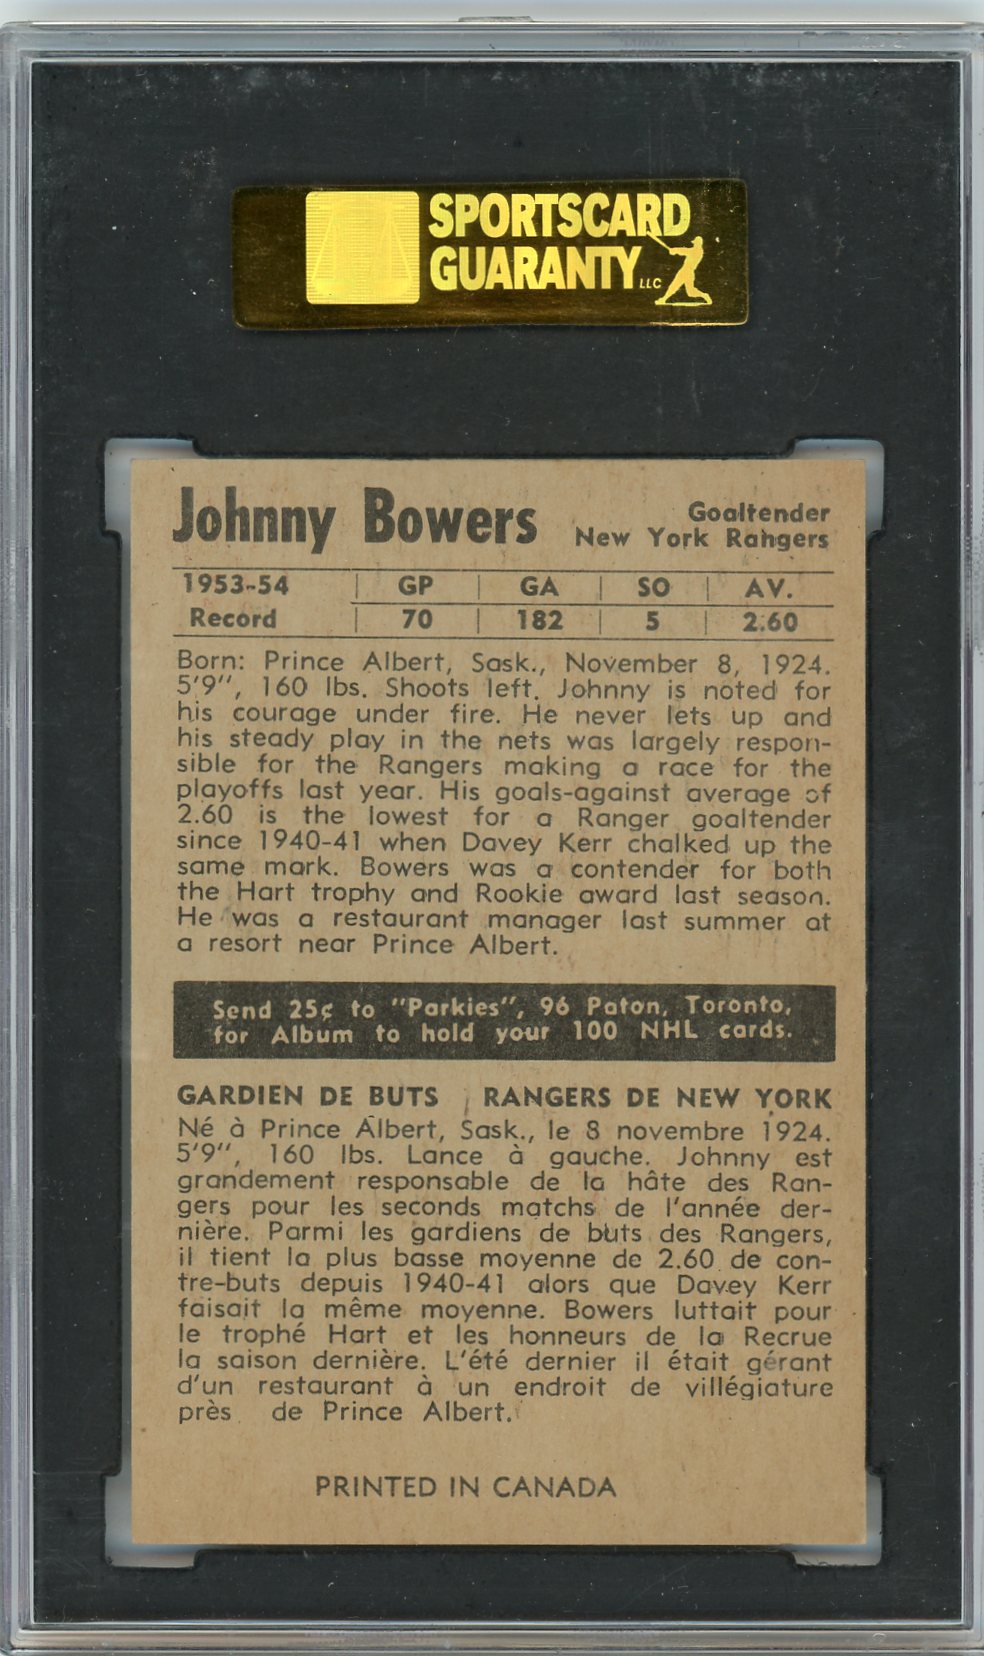 SPORTSCARD
GUARANTY LLC
Johnny Bowers
Goaltender
New York Rangers
1953-54 GP GA SO AV.
Record 70 182 5 2.60
Born: Prince Albert, Sask., November 8, 1924.
5'9", 160 lbs. Shoots left. Johnny is noted for
his courage under fire. He never lets up and
his steady play in the nets was largely respon-
sible for the Rangers making a race for the
playoffs last year. His goals-against average of
2.60 is the lowest for a Ranger goaltender
since 1940-41 when Davey Kerr chalked up the
same mark. Bowers was a contender for both
the Hart trophy and Rookie award last season.
He was a restaurant manager last summer at
a resort near Prince Albert.
Send 25¢ to "Parkies", 96 Paton, Toronto,
for Album to hold your 100 NHL cards.
GARDIEN DE BUTS RANGERS DE NEW YORK
Né à Prince Albert, Sask., le 8 novembre 1924.
5'9", 160 lbs. Lance à gauche. Johnny est
grandement responsable de la hâte des Ran-
gers pour les seconds matchs de l'année der-
nière. Parmi les gardiens de buts des Rangers,
il tient la plus basse moyenne de 2.60 de con-
tre-buts depuis 1940-41 alors que Davey Kerr
faisait la même moyenne. Bowers luttait pour
le trophé Hart et les honneurs de la Recrue
la saison dernière. L'été dernier il était gérant
d'un restaurant à un endroit de villégiature
près de Prince Albert.
PRINTED IN CANADA